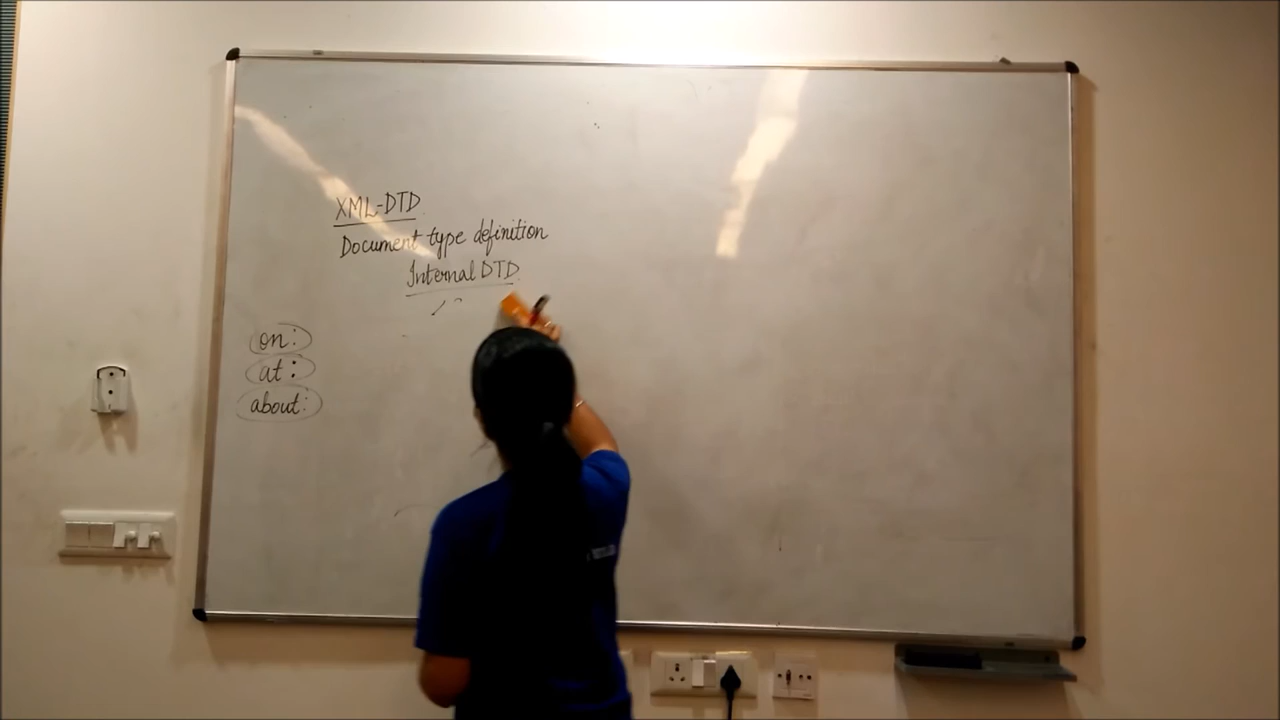 XML-DTD
Document type definition
Internal DTD
on:
at:
about: